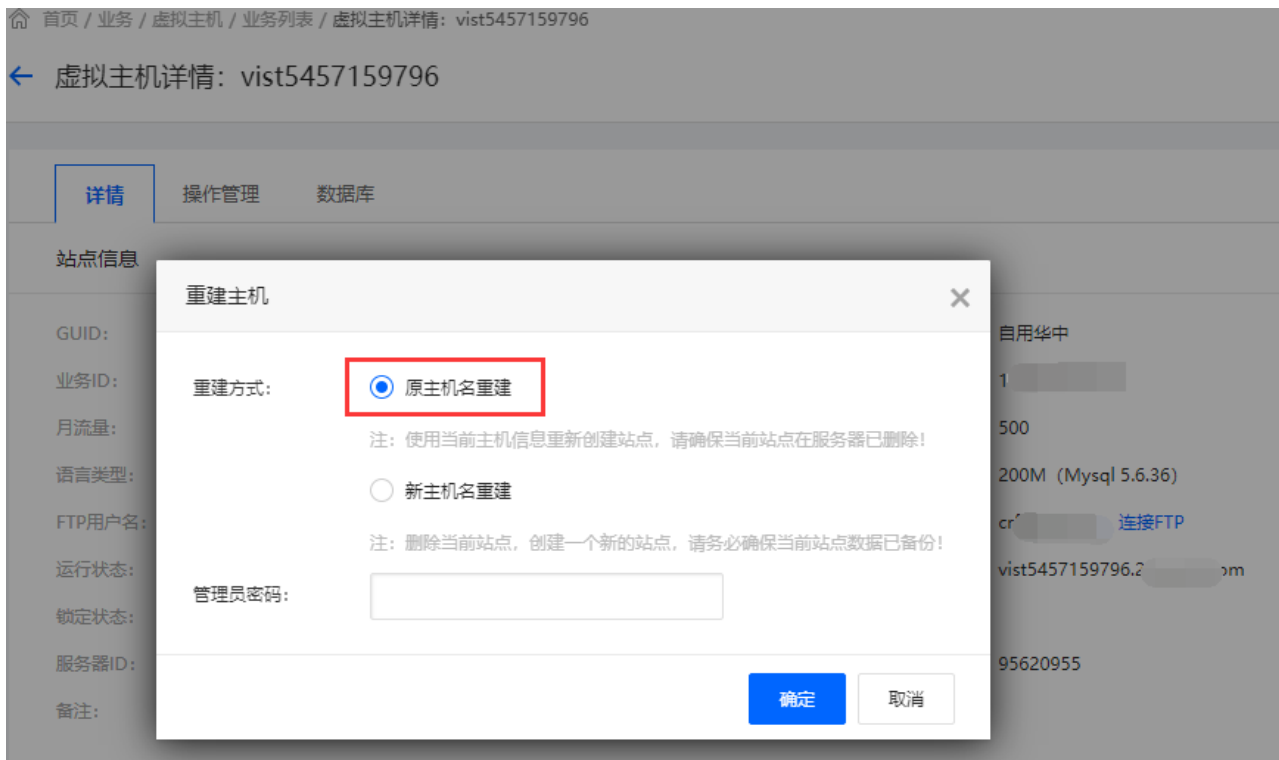 首页 / 业务 / 虚拟主机 / 业务列表 / 虚拟主机详情：vist5457159796
虚拟主机详情：vist5457159796
详情 操作管理 数据库
站点信息
重建主机
GUID： 自用华中
业务ID： 1
重建方式： 原主机名重建
月流量： 500
注：使用当前主机信息重新创建站点，请确保当前站点在服务器已删除！
语言类型： 200M（Mysql 5.6.36）
新主机名重建
FTP用户名： cr 连接FTP
注：删除当前站点，创建一个新的站点，请务必确保当前站点数据已备份！
运行状态： vist5457159796.2 om
管理员密码：
锁定状态：
服务器ID： 95620955
确定 取消
备注：